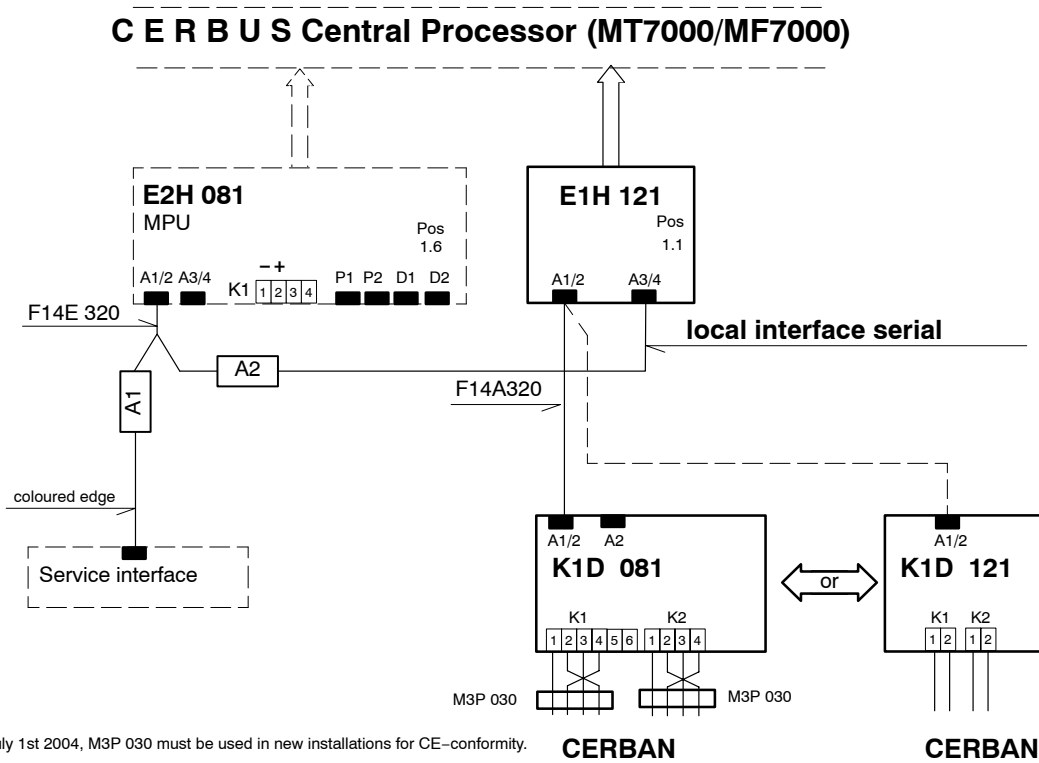 C E R B U S Central Processor (MT7000/MF7000)
E2H 081
MPU
Pos
1.6
A1/2 A3/4
K1
– +
1 2 3 4
P1 P2 D1 D2
E1H 121
Pos
1.1
A1/2 A3/4
F14E 320
local interface serial
A2
A1
F14A320
coloured edge
Service interface
A1/2 A2
K1D 081
K1 K2
1 2 3 4 5 6 1 2 3 4
or
A1/2
K1D 121
K1 K2
1 2 1 2
M3P 030
M3P 030
1st 2004, M3P 030 must be used in new installations for CE–conformity.
CERBAN
CERBAN